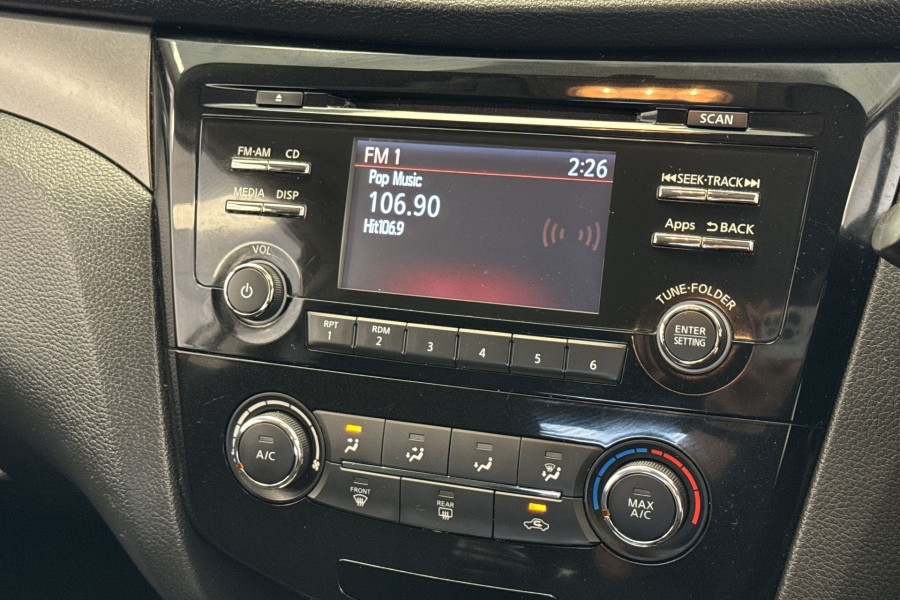 SCAN
FM·AM CD
MEDIA DISP
VOL
FM 1 2:26
Pop Music
106.90
Hit106.9
SEEK·TRACK
Apps BACK
TUNE·FOLDER
ENTER
SETTING
RPT
1
RDM
2
3
4
5
6
A/C
FRONT
REAR
MAX
A/C